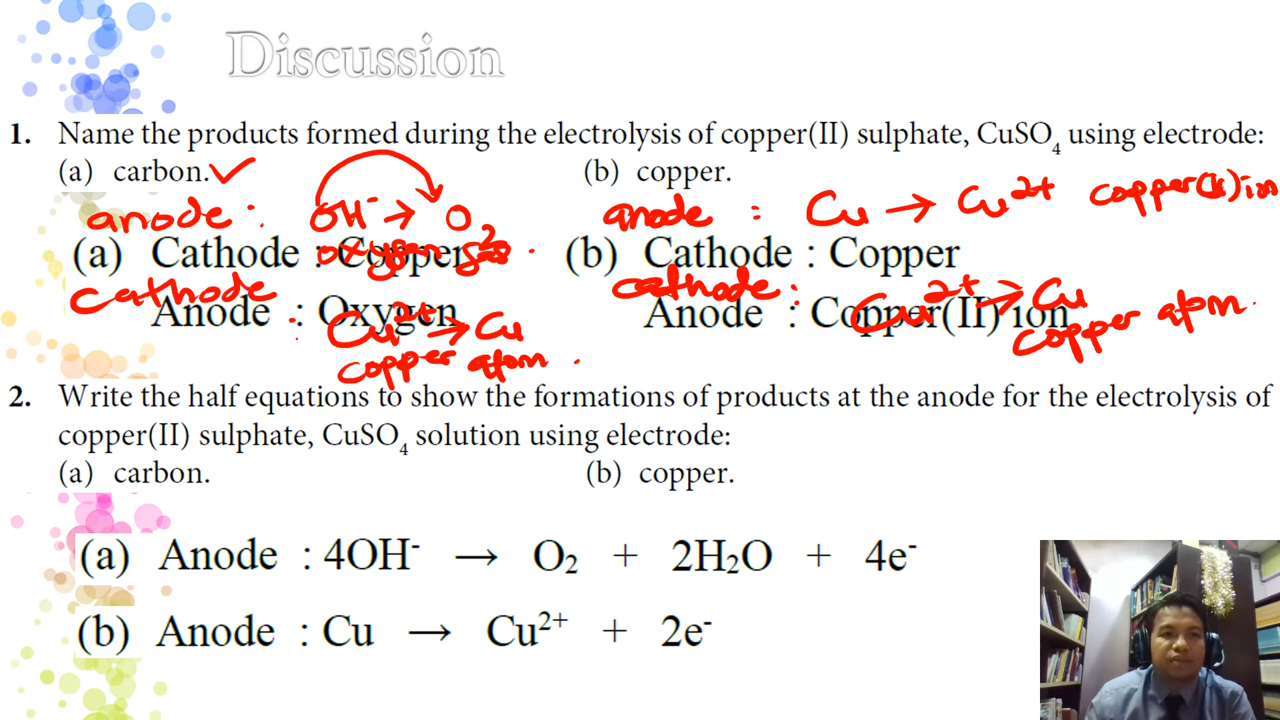 Discussion
1. Name the products formed during the electrolysis of copper(II) sulphate, CuSO₄ using electrode:
(a) carbon. ✓ (b) copper.
anode : OH⁻ → O₂ anode : Cu → Cu²⁺ copper(II) ion
oxygen gas.
(a) Cathode : Copper (b) Cathode : Copper
cathode : Cu²⁺ → Cu cathode : Cu²⁺ → Cu
Anode : Oxygen Anode : Copper(II) ion
copper atom. copper atom.
2. Write the half equations to show the formations of products at the anode for the electrolysis of
copper(II) sulphate, CuSO₄ solution using electrode:
(a) carbon. (b) copper.
(a) Anode : 4OH⁻ → O₂ + 2H₂O + 4e⁻
(b) Anode : Cu → Cu²⁺ + 2e⁻